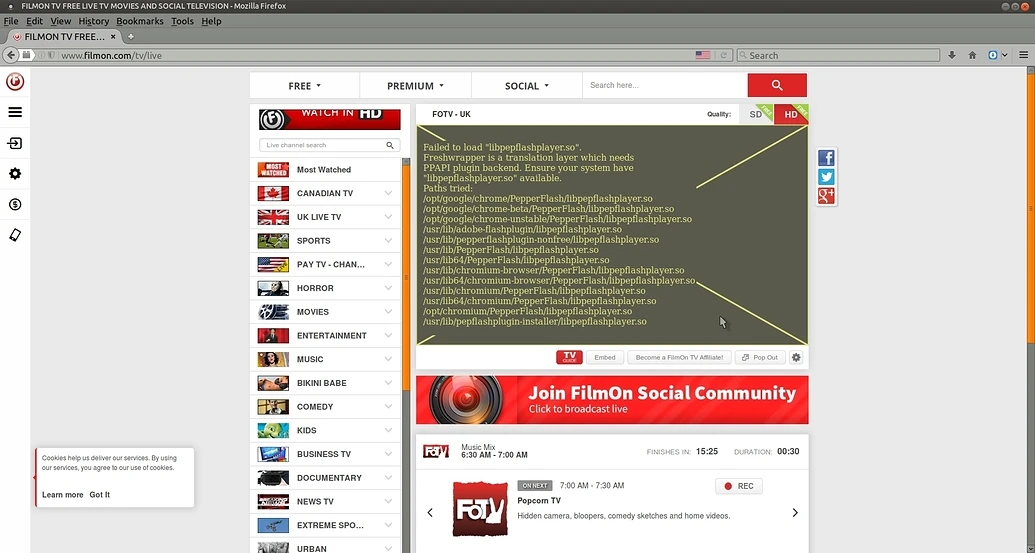 FILMON TV FREE LIVE TV MOVIES AND SOCIAL TELEVISION - Mozilla Firefox
File Edit View History Bookmarks Tools Help
FILMON TV FREE...
www.filmon.com/tv/live
Search
FREE PREMIUM SOCIAL Search here...
WATCH IN HD
Live channel search
Most Watched
CANADIAN TV
UK LIVE TV
SPORTS
PAY TV - CHAN...
HORROR
MOVIES
ENTERTAINMENT
MUSIC
BIKINI BABE
COMEDY
KIDS
BUSINESS TV
DOCUMENTARY
NEWS TV
EXTREME SPO...
URBAN
FOTV - UK Quality: SD FREE HD FREE
Failed to load "libpepflashplayer.so".
Freshwrapper is a translation layer which needs
PPAPI plugin backend. Ensure your system have
"libpepflashplayer.so" available.
Paths tried:
/opt/google/chrome/PepperFlash/libpepflashplayer.so
/opt/google/chrome-beta/PepperFlash/libpepflashplayer.so
/opt/google/chrome-unstable/PepperFlash/libpepflashplayer.so
/usr/lib/adobe-flashplugin/libpepflashplayer.so
/usr/lib/pepperflashplugin-nonfree/libpepflashplayer.so
/usr/lib/PepperFlash/libpepflashplayer.so
/usr/lib64/PepperFlash/libpepflashplayer.so
/usr/lib/chromium-browser/PepperFlash/libpepflashplayer.so
/usr/lib64/chromium-browser/PepperFlash/libpepflashplayer.so
/usr/lib/chromium/PepperFlash/libpepflashplayer.so
/usr/lib64/chromium/PepperFlash/libpepflashplayer.so
/opt/chromium/PepperFlash/libpepflashplayer.so
/usr/lib/pepflashplugin-installer/libpepflashplayer.so
TV GUIDE Embed Become a FilmOn TV Affiliate! Pop Out
Join FilmOn Social Community
Click to broadcast live
FOTV
Music Mix
6:30 AM - 7:00 AM
FINISHES IN: 15:25 DURATION: 00:30
ON NEXT 7:00 AM - 7:30 AM REC
FOTV
Popcorn TV
Hidden camera, bloopers, comedy sketches and home videos.
Cookies help us deliver our services. By using
our services, you agree to our use of cookies.
Learn more Got It